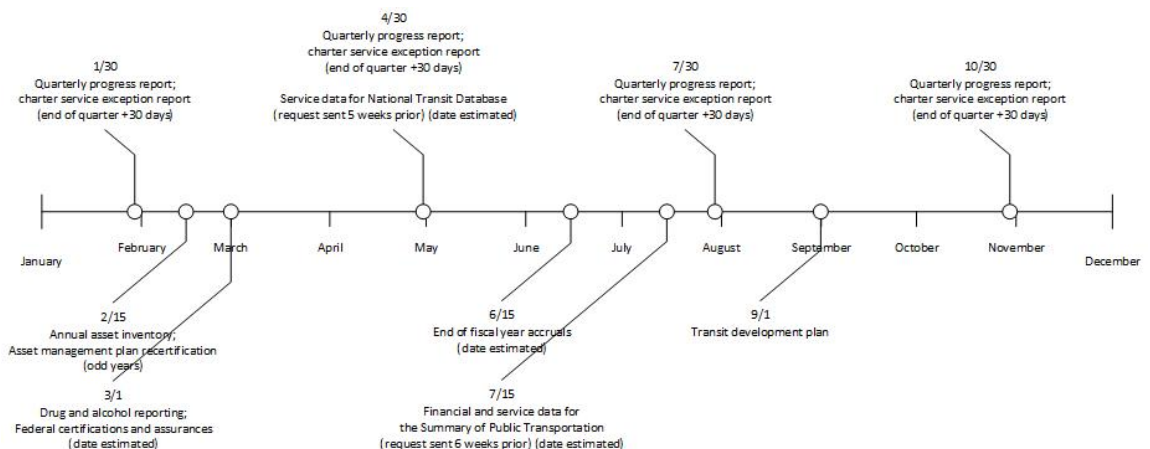 4/30
Quarterly progress report;
charter service exception report
(end of quarter +30 days)
Service data for National Transit Database
(request sent 5 weeks prior) (date estimated)
1/30
Quarterly progress report;
charter service exception report
(end of quarter +30 days)
7/30
Quarterly progress report;
charter service exception report
(end of quarter +30 days)
10/30
Quarterly progress report;
charter service exception report
(end of quarter +30 days)
January
February
March
April
May
June
July
August
September
October
November
December
2/15
Annual asset inventory;
Asset management plan recertification
(odd years)
3/1
Drug and alcohol reporting;
Federal certifications and assurances
(date estimated)
6/15
End of fiscal year accruals
(date estimated)
7/15
Financial and service data for
the Summary of Public Transportation
(request sent 6 weeks prior) (date estimated)
9/1
Transit development plan